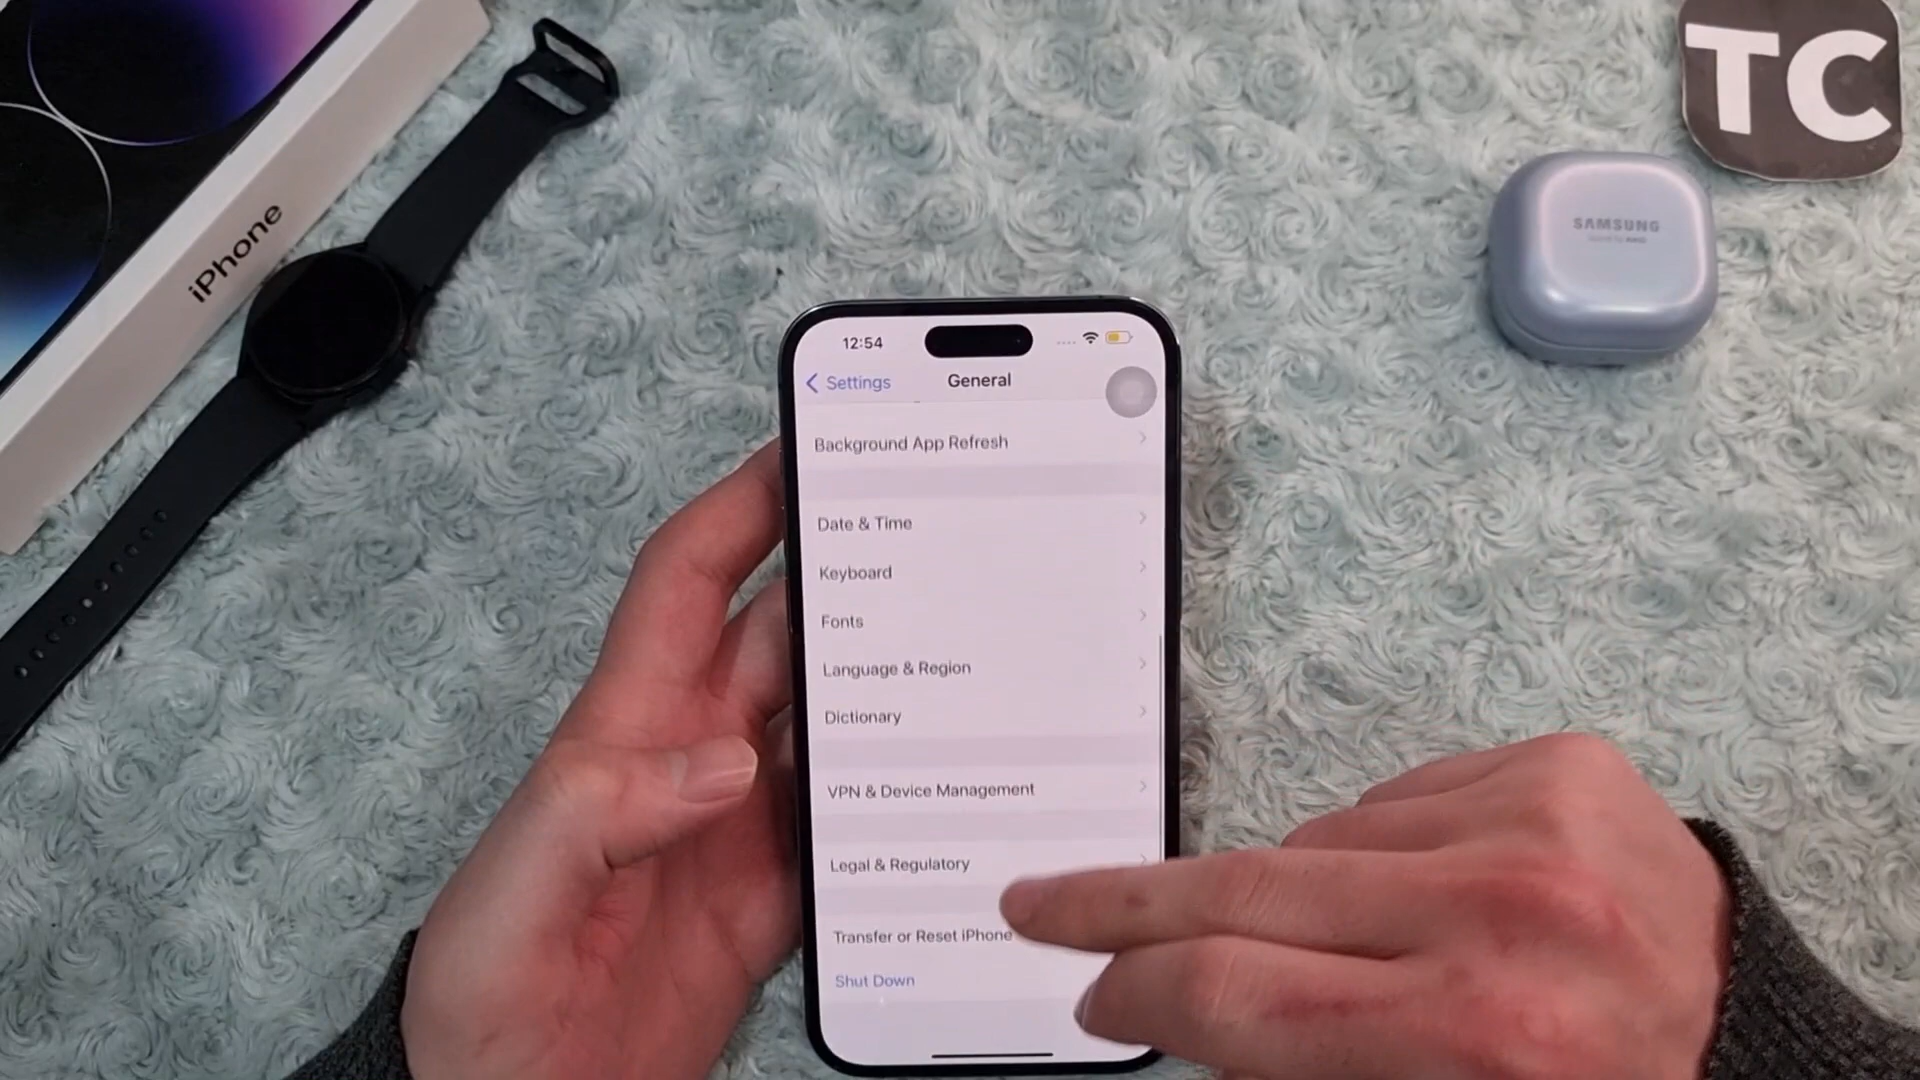 iPhone
TC
SAMSUNG
12:54
Settings
General
Background App Refresh
Date & Time
Keyboard
Fonts
Language & Region
Dictionary
VPN & Device Management
Legal & Regulatory
Transfer or Reset iPhone
Shut Down